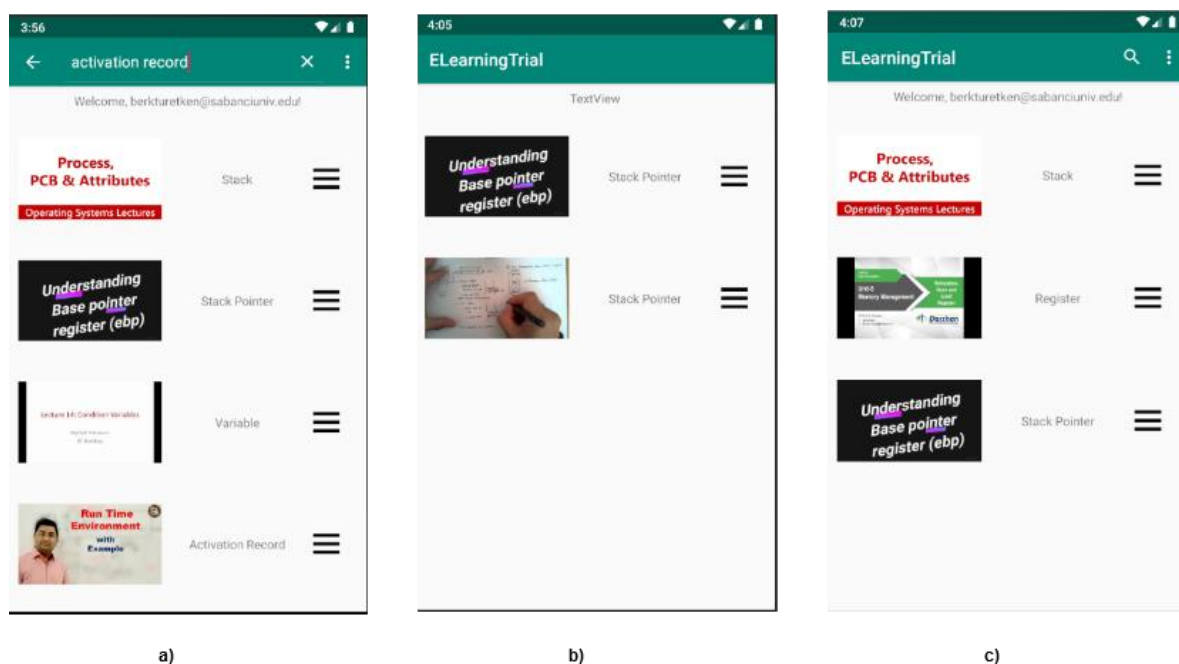 3:56
activation record
Welcome, berkturetken@sabanciuniv.edu!
Process,
PCB & Attributes
Operating Systems Lectures
Stack
Understanding
Base pointer
register (ebp)
Stack Pointer
Lecture 14: Condition Variables
Variable
Run Time
Environment
with
Example
Activation Record
a)
4:05
ELearningTrial
TextView
Understanding
Base pointer
register (ebp)
Stack Pointer
Stack Pointer
b)
4:07
ELearningTrial
Welcome, berkturetken@sabanciuniv.edu!
Process,
PCB & Attributes
Operating Systems Lectures
Stack
Unit-5
Memory Management
Darshan
Register
Understanding
Base pointer
register (ebp)
Stack Pointer
c)